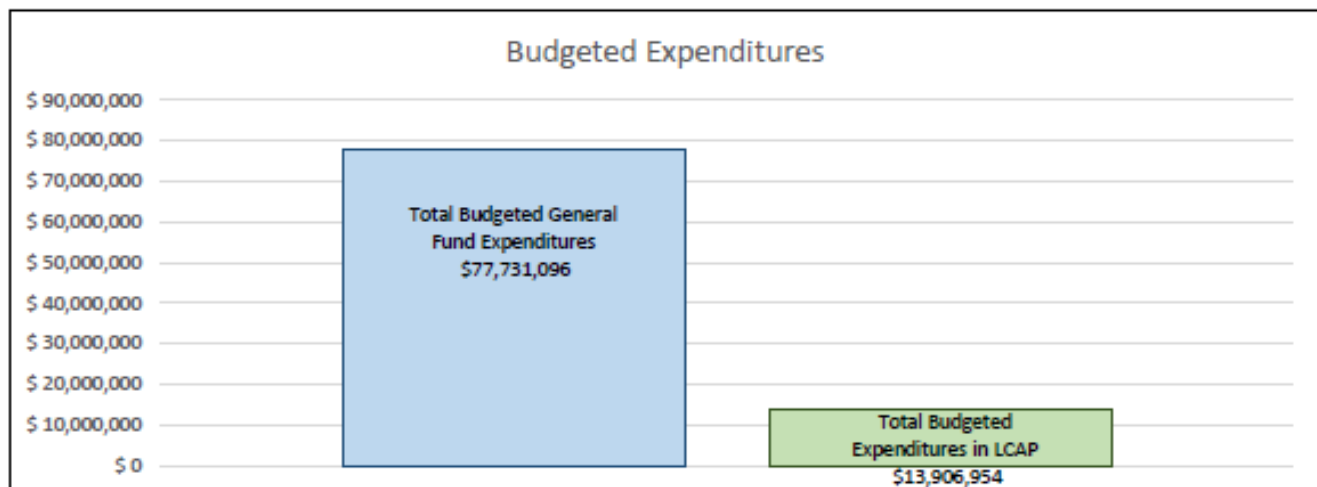 Budgeted Expenditures
$ 90,000,000
$ 80,000,000
$ 70,000,000
$ 60,000,000
$ 50,000,000
$ 40,000,000
$ 30,000,000
$ 20,000,000
$ 10,000,000
$ 0
Total Budgeted General
Fund Expenditures
$77,731,096
Total Budgeted
Expenditures in LCAP
$13,906,954